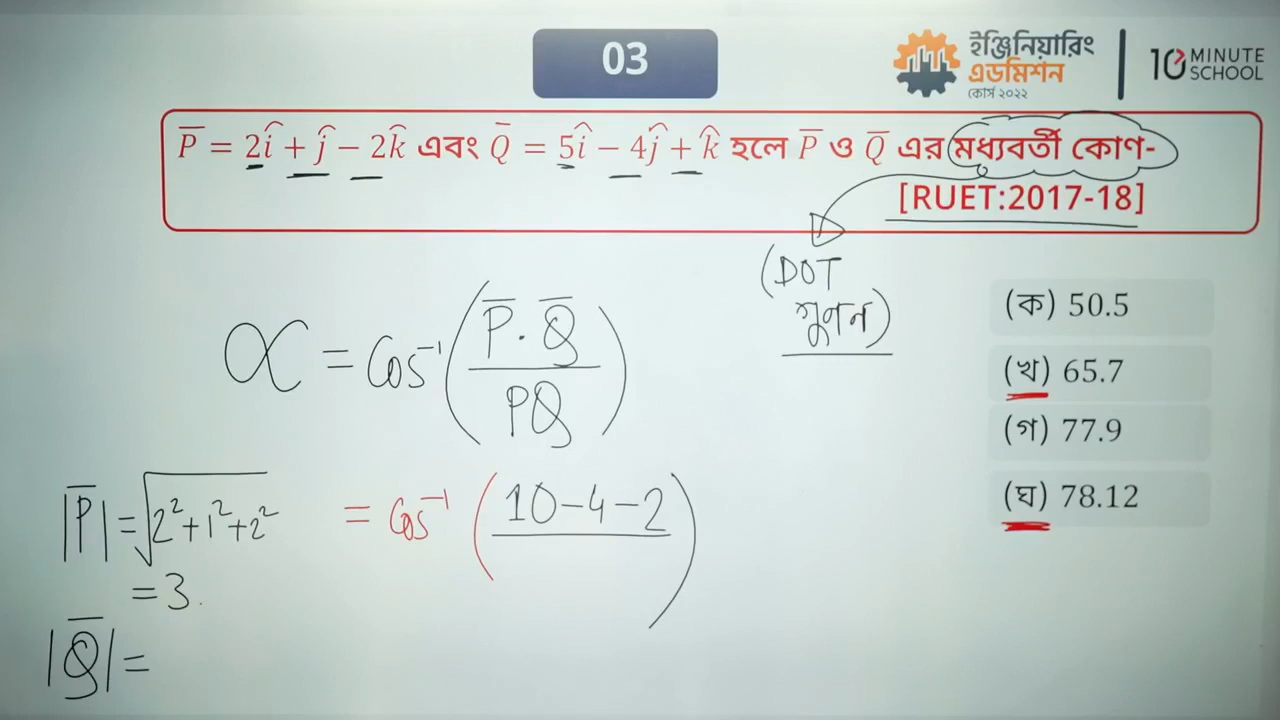 03
ইঞ্জিনিয়ারিং
এডমিশন
কোর্স ২০২২
10 MINUTE SCHOOL
P̅ = 2î + ĵ − 2k̂ এবং Q̅ = 5î − 4ĵ + k̂ হলে P̅ ও Q̅ এর মধ্যবর্তী কোণ-
[RUET:2017-18]
(DOT
গুণন)
(ক) 50.5
(খ) 65.7
(গ) 77.9
(ঘ) 78.12
α = Cos⁻¹ (P̅ . Q̅ / PQ)
|P̅| = √2²+1²+2²
= Cos⁻¹ (10−4−2)
= 3.
|Q̅| =